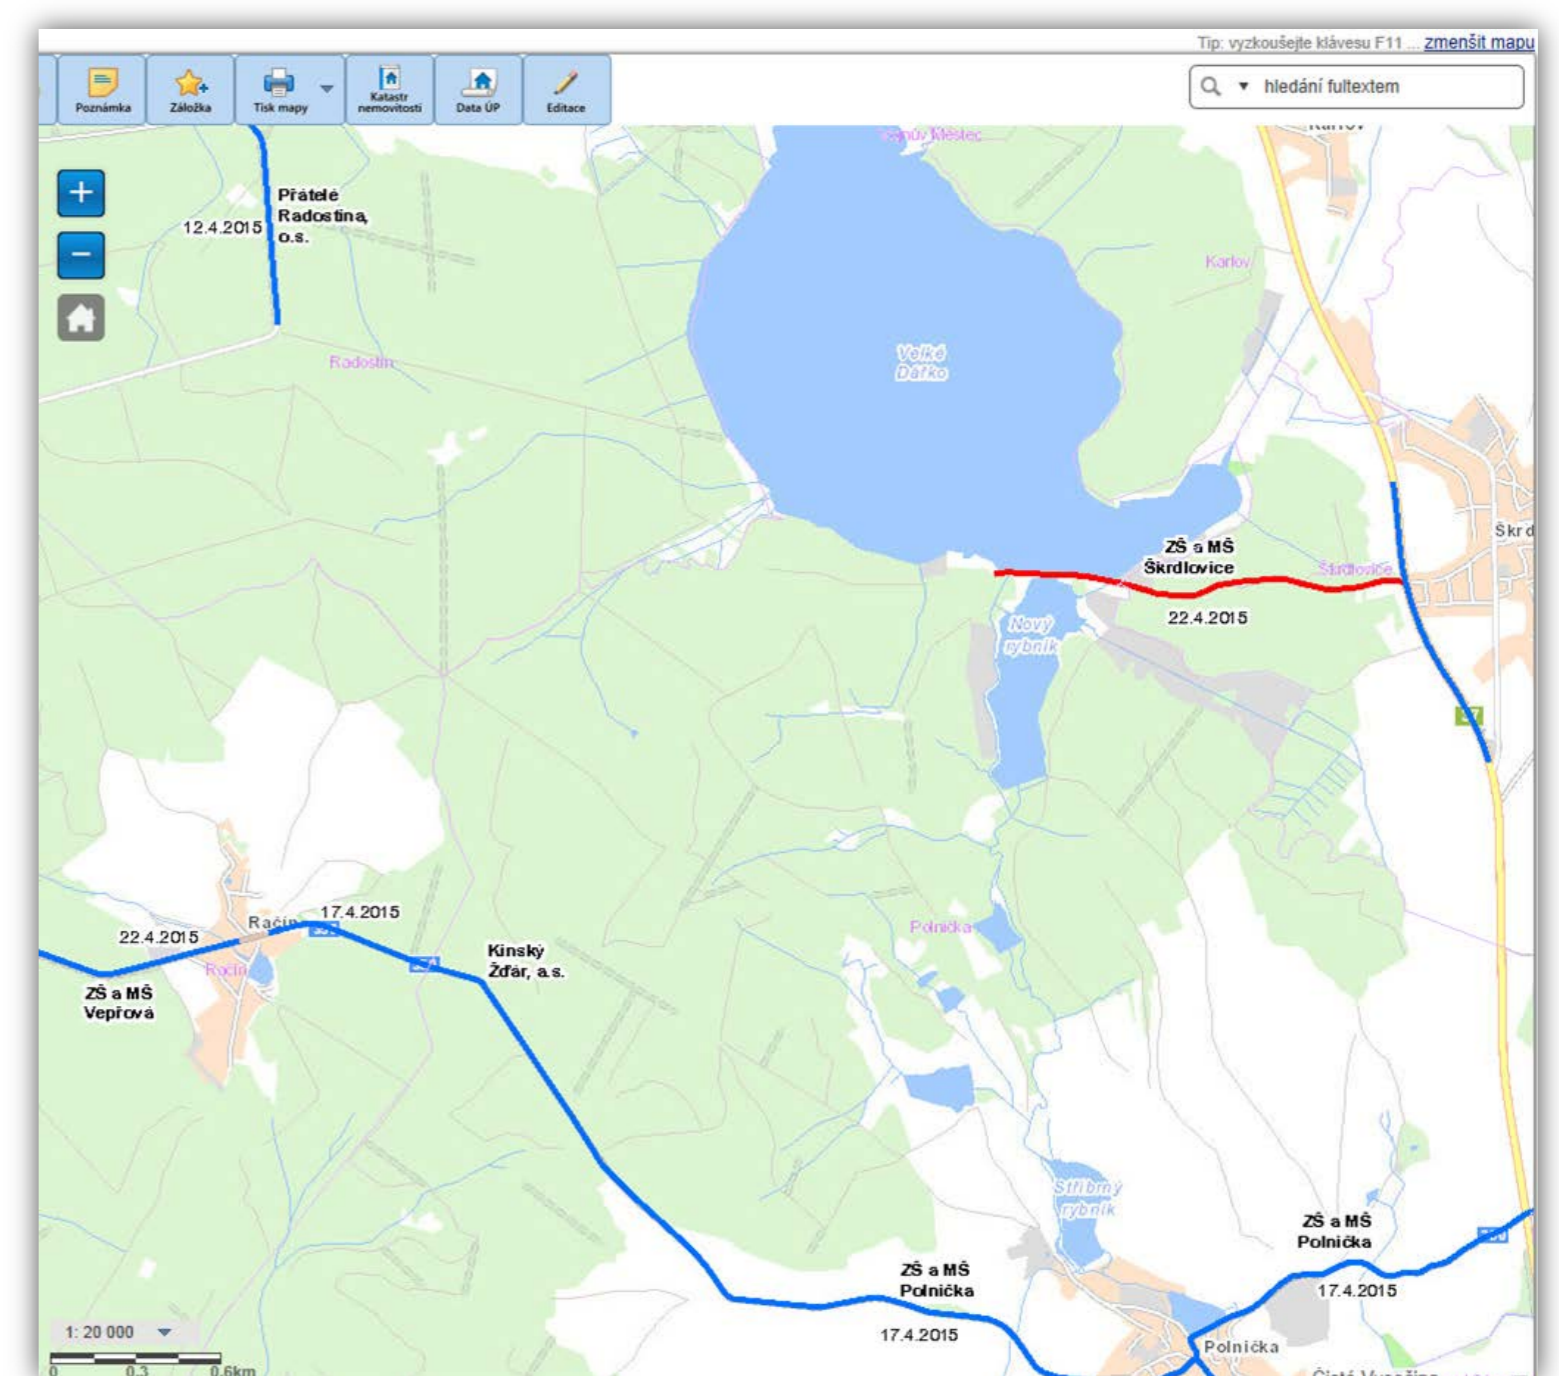 Tip: vyzkoušejte klávesu F11 ... zmenšit mapu
Poznámka
Záložka
Tisk mapy
Katastr
nemovitostí
Data ÚP
Editace
hledání fultextem
+
−
Přátelé
Radostína,
o.s.
12.4.2015
Radostín
Karlov
Velké
Dářko
ZŠ a MŠ
Škrdlovice
Škrdlovice
22.4.2015
Škrd
Nový
rybník
37
Polnička
Račín
17.4.2015
22.4.2015
Račín
ZŠ a MŠ
Vepřová
Kinský
Žďár, a.s.
Stříbrný
rybník
ZŠ a MŠ
Polnička
17.4.2015
ZŠ a MŠ
Polnička
17.4.2015
Polnička
1: 20 000
0
0.3
0.6km